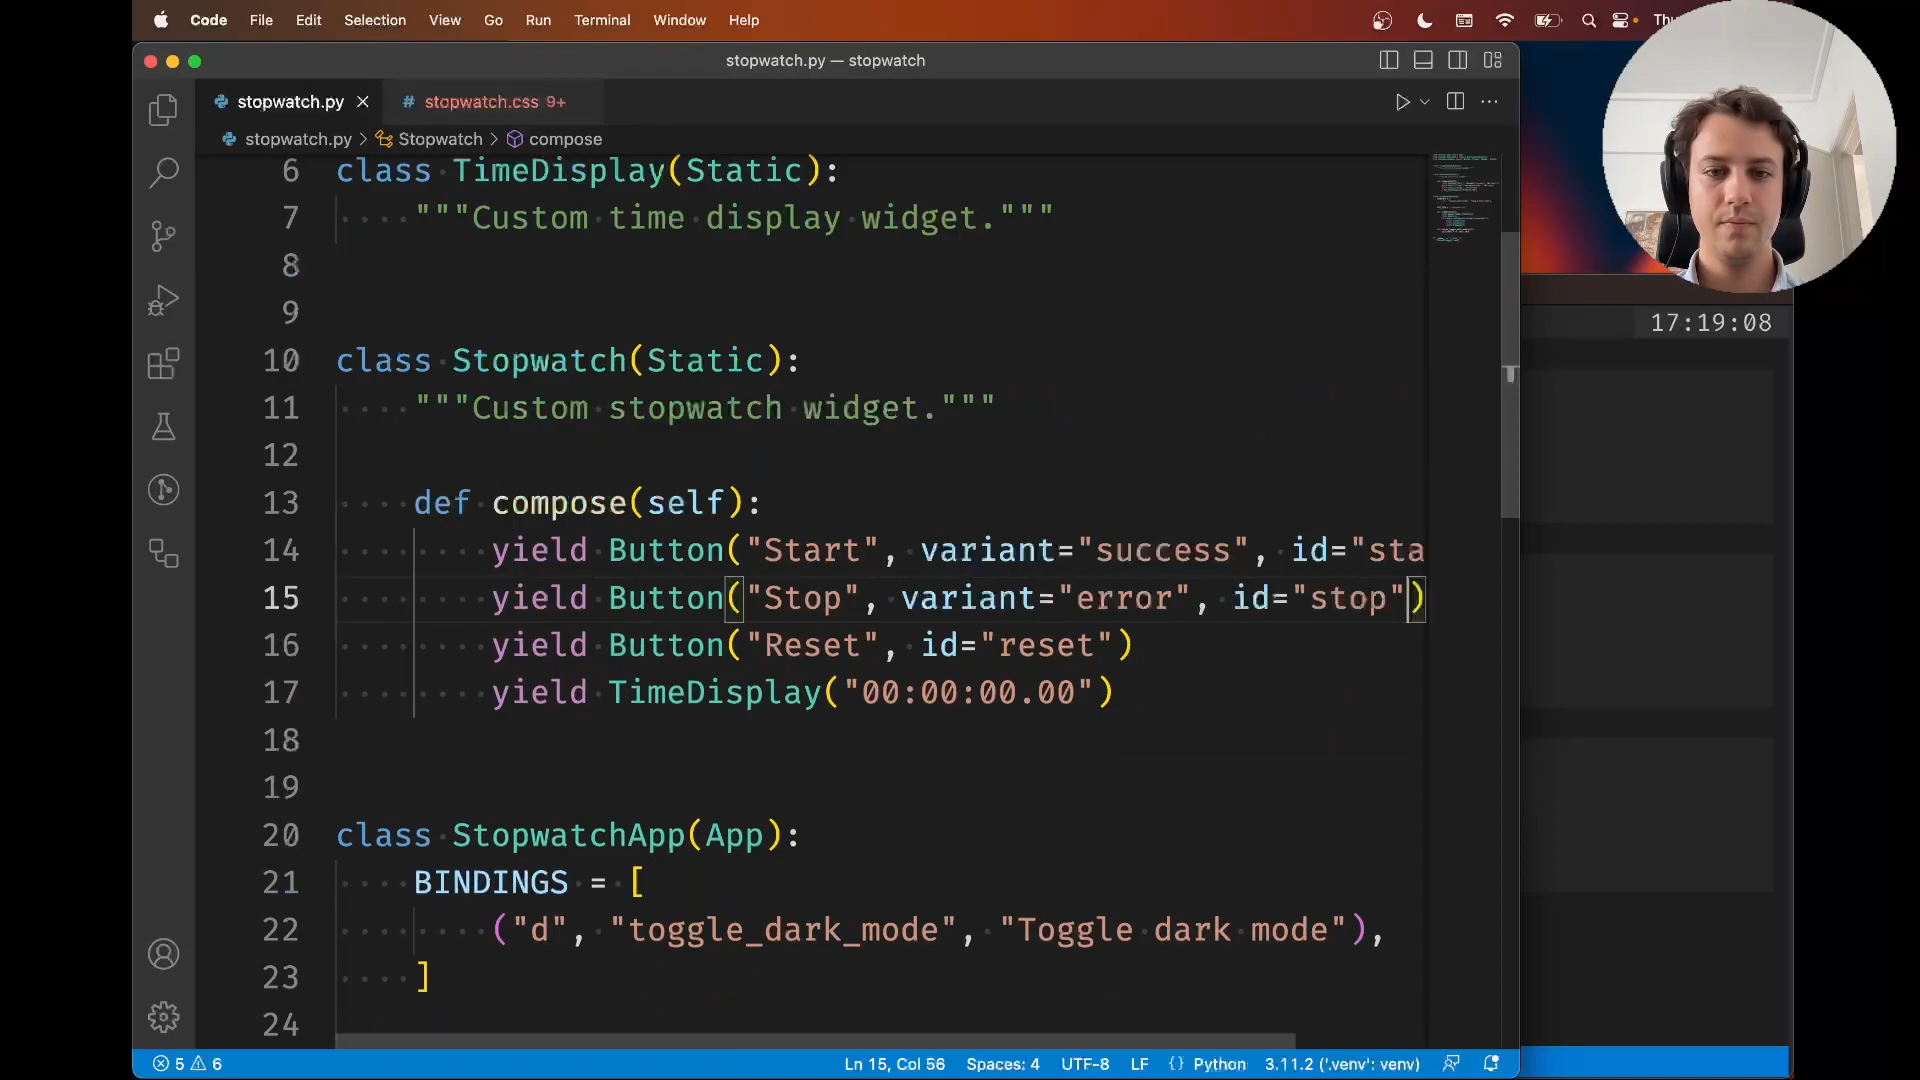 Code File Edit Selection View Go Run Terminal Window Help
stopwatch.py — stopwatch
stopwatch.py
stopwatch.css 9+
stopwatch.py > Stopwatch > compose
17:19:08
6 class TimeDisplay(Static):
7 """Custom time display widget."""
8
9
10 class Stopwatch(Static):
11 """Custom stopwatch widget."""
12
13 def compose(self):
14 yield Button("Start", variant="success", id="sta
15 yield Button("Stop", variant="error", id="stop")
16 yield Button("Reset", id="reset")
17 yield TimeDisplay("00:00:00.00")
18
19
20 class StopwatchApp(App):
21 BINDINGS = [
22 ("d", "toggle_dark_mode", "Toggle dark mode"),
23 ]
24
5 6 Ln 15, Col 56 Spaces: 4 UTF-8 LF {} Python 3.11.2 ('.venv': venv)